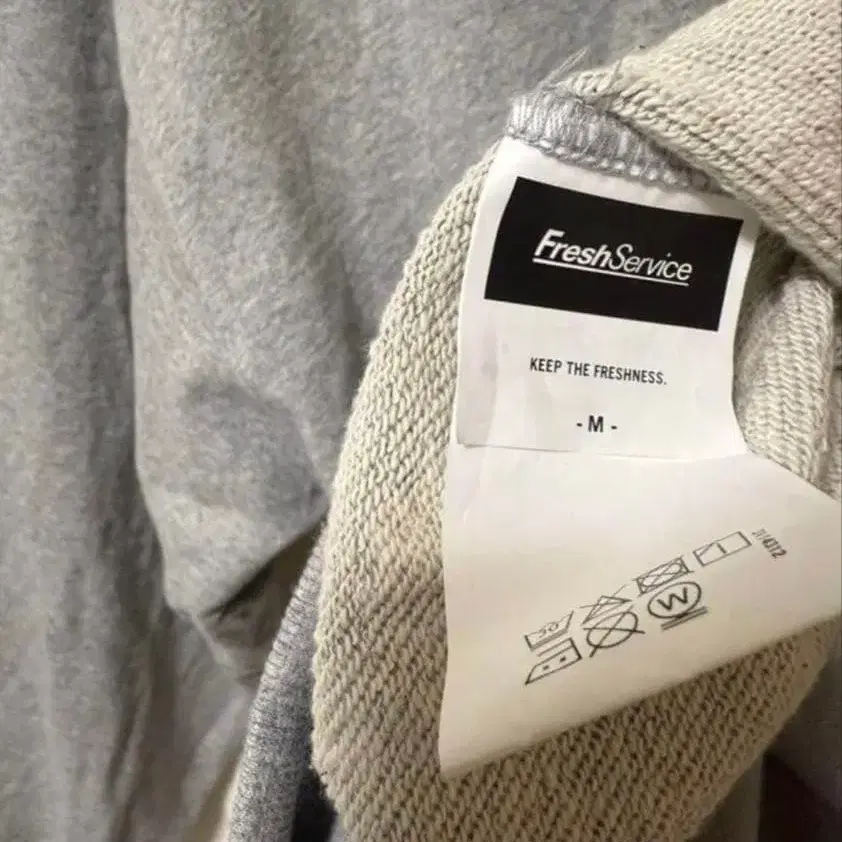 FreshService
KEEP THE FRESHNESS.
- M -
W